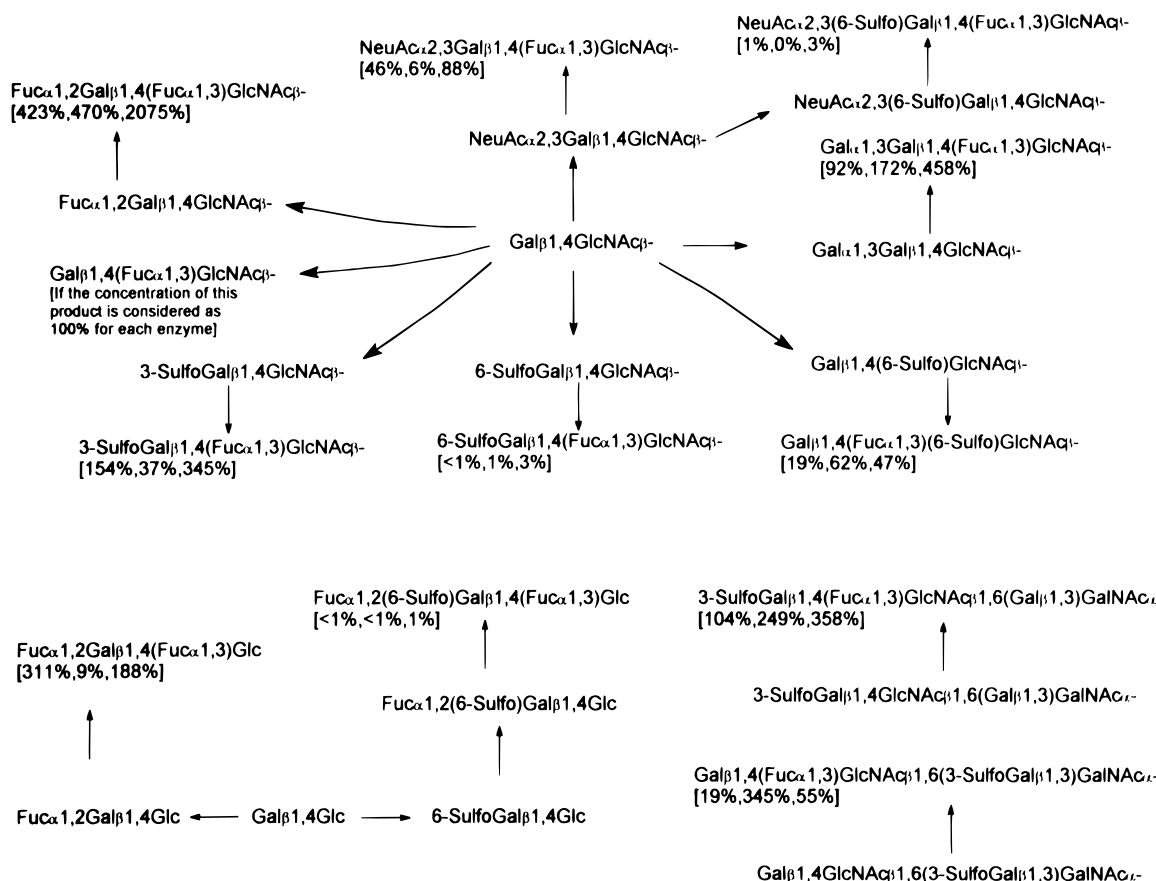 NeuAcα2,3(6-Sulfo)Galβ1,4(Fucα1,3)GlcNAcβ-
[1%,0%,3%]
NeuAcα2,3Galβ1,4(Fucα1,3)GlcNAcβ-
[46%,6%,88%]
Fucα1,2Galβ1,4(Fucα1,3)GlcNAcβ-
[423%,470%,2075%]
NeuAcα2,3(6-Sulfo)Galβ1,4GlcNAcβ-
NeuAcα2,3Galβ1,4GlcNAcβ-
Galα1,3Galβ1,4(Fucα1,3)GlcNAcβ-
[92%,172%,458%]
Fucα1,2Galβ1,4GlcNAcβ-
Galβ1,4GlcNAcβ-
Galα1,3Galβ1,4GlcNAcβ-
Galβ1,4(Fucα1,3)GlcNAcβ-
[If the concentration of this
product is considered as
100% for each enzyme]
3-SulfoGalβ1,4GlcNAcβ-
6-SulfoGalβ1,4GlcNAcβ-
Galβ1,4(6-Sulfo)GlcNAcβ-
3-SulfoGalβ1,4(Fucα1,3)GlcNAcβ-
[154%,37%,345%]
6-SulfoGalβ1,4(Fucα1,3)GlcNAcβ-
[<1%,1%,3%]
Galβ1,4(Fucα1,3)(6-Sulfo)GlcNAcβ-
[19%,62%,47%]
Fucα1,2(6-Sulfo)Galβ1,4(Fucα1,3)Glc
[<1%,<1%,1%]
3-SulfoGalβ1,4(Fucα1,3)GlcNAcβ1,6(Galβ1,3)GalNAcα
[104%,249%,358%]
Fucα1,2Galβ1,4(Fucα1,3)Glc
[311%,9%,188%]
Fucα1,2(6-Sulfo)Galβ1,4Glc
3-SulfoGalβ1,4GlcNAcβ1,6(Galβ1,3)GalNAcα-
Galβ1,4(Fucα1,3)GlcNAcβ1,6(3-SulfoGalβ1,3)GalNAcα-
[19%,345%,55%]
Fucα1,2Galβ1,4Glc
Galβ1,4Glc
6-SulfoGalβ1,4Glc
Galβ1,4GlcNAcβ1,6(3-SulfoGalβ1,3)GalNAcα-